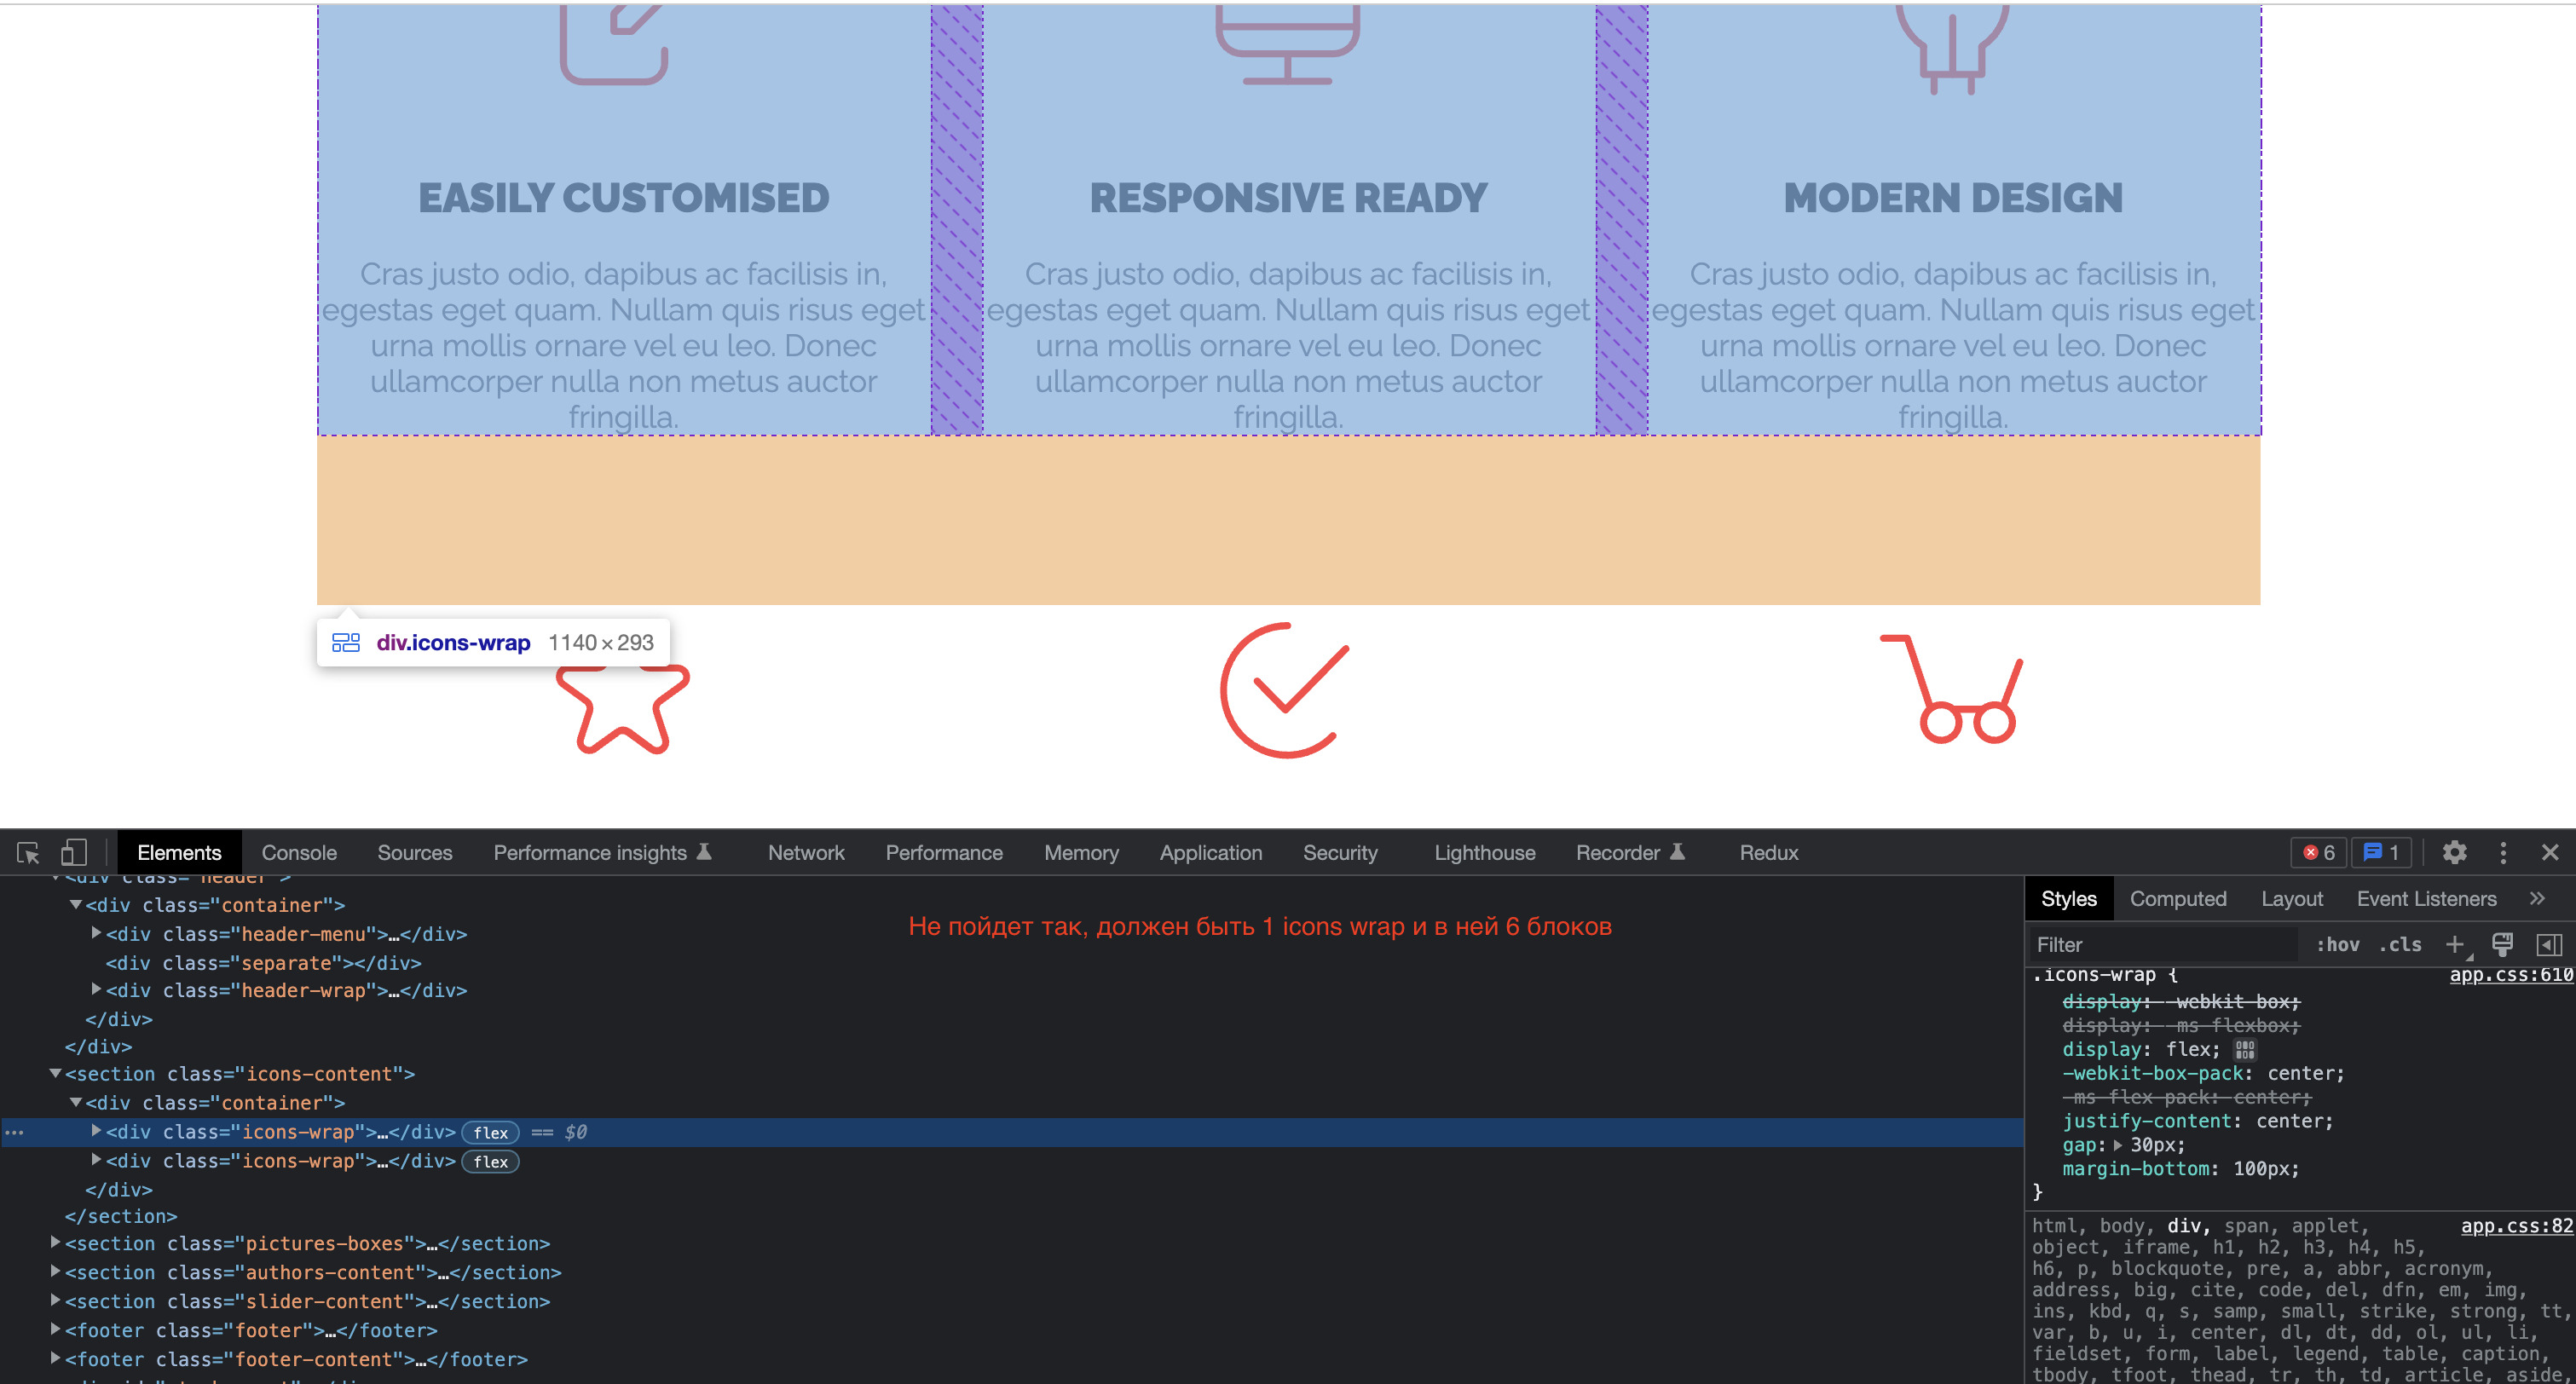 EASILY CUSTOMISED
RESPONSIVE READY
MODERN DESIGN
Cras justo odio, dapibus ac facilisis in,
egestas eget quam. Nullam quis risus eget
urna mollis ornare vel eu leo. Donec
ullamcorper nulla non metus auctor
fringilla.
Cras justo odio, dapibus ac facilisis in,
egestas eget quam. Nullam quis risus eget
urna mollis ornare vel eu leo. Donec
ullamcorper nulla non metus auctor
fringilla.
Cras justo odio, dapibus ac facilisis in,
egestas eget quam. Nullam quis risus eget
urna mollis ornare vel eu leo. Donec
ullamcorper nulla non metus auctor
fringilla.
div.icons-wrap 1140×293
Elements Console Sources Performance insights Network Performance Memory Application Security Lighthouse Recorder Redux 6 1
<div class="header">
<div class="container">
<div class="header-menu">…</div>
<div class="separate"></div>
<div class="header-wrap">…</div>
</div>
</div>
<section class="icons-content">
<div class="container">
<div class="icons-wrap">…</div> flex == $0
<div class="icons-wrap">…</div> flex
</div>
</section>
<section class="pictures-boxes">…</section>
<section class="authors-content">…</section>
<section class="slider-content">…</section>
<footer class="footer">…</footer>
<footer class="footer-content">…</footer>
Не пойдет так, должен быть 1 icons wrap и в ней 6 блоков
Styles Computed Layout Event Listeners »
Filter :hov .cls +
.icons-wrap { app.css:610
display: -webkit-box;
display: -ms-flexbox;
display: flex;
-webkit-box-pack: center;
-ms-flex-pack: center;
justify-content: center;
gap: 30px;
margin-bottom: 100px;
}
html, body, div, span, applet, app.css:82
object, iframe, h1, h2, h3, h4, h5,
h6, p, blockquote, pre, a, abbr, acronym,
address, big, cite, code, del, dfn, em, img,
ins, kbd, q, s, samp, small, strike, strong, tt,
var, b, u, i, center, dl, dt, dd, ol, ul, li,
fieldset, form, label, legend, table, caption,
tbody, tfoot, thead, tr, th, td, article, aside,